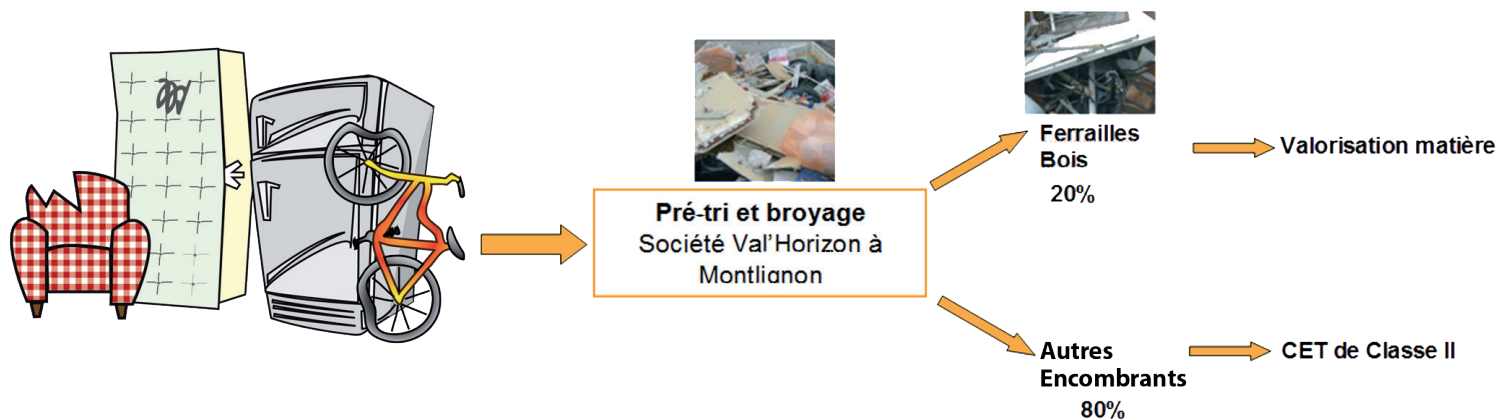 Pré-tri et broyage
Société Val'Horizon à
Montlignon
Ferrailles
Bois
20%
Valorisation matière
Autres
Encombrants
80%
CET de Classe II